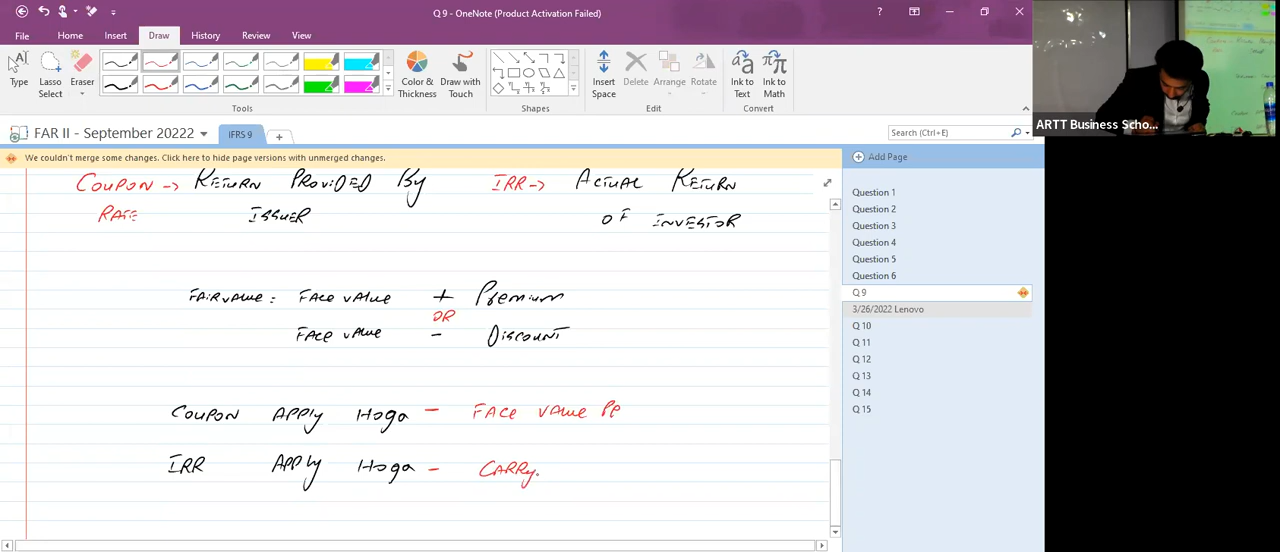 Q 9 - OneNote (Product Activation Failed)
File Home Insert Draw History Review View
Type
Lasso Select
Eraser
Color & Thickness
Draw with Touch
Insert Space
Delete
Arrange
Rotate
Ink to Text
Ink to Math
Tools
Shapes
Edit
Convert
ARTT Business Scho...
FAR II - September 20222
IFRS 9
Search (Ctrl+E)
We couldn't merge some changes. Click here to hide page versions with unmerged changes.
Add Page
COUPON -> RETURN PROVIDED By IRR -> ACTUAL RETURN
RATE ISSUER OF INVESTOR
FAIR VALUE = FACE VALUE + Premium
OR
FACE VALUE - DISCOUNT
COUPON APPLY HOGA - FACE VALUE PE
IRR APPLY HOGA - CARRY.
Question 1
Question 2
Question 3
Question 4
Question 5
Question 6
Q 9
3/26/2022 Lenovo
Q 10
Q 11
Q 12
Q 13
Q 14
Q 15